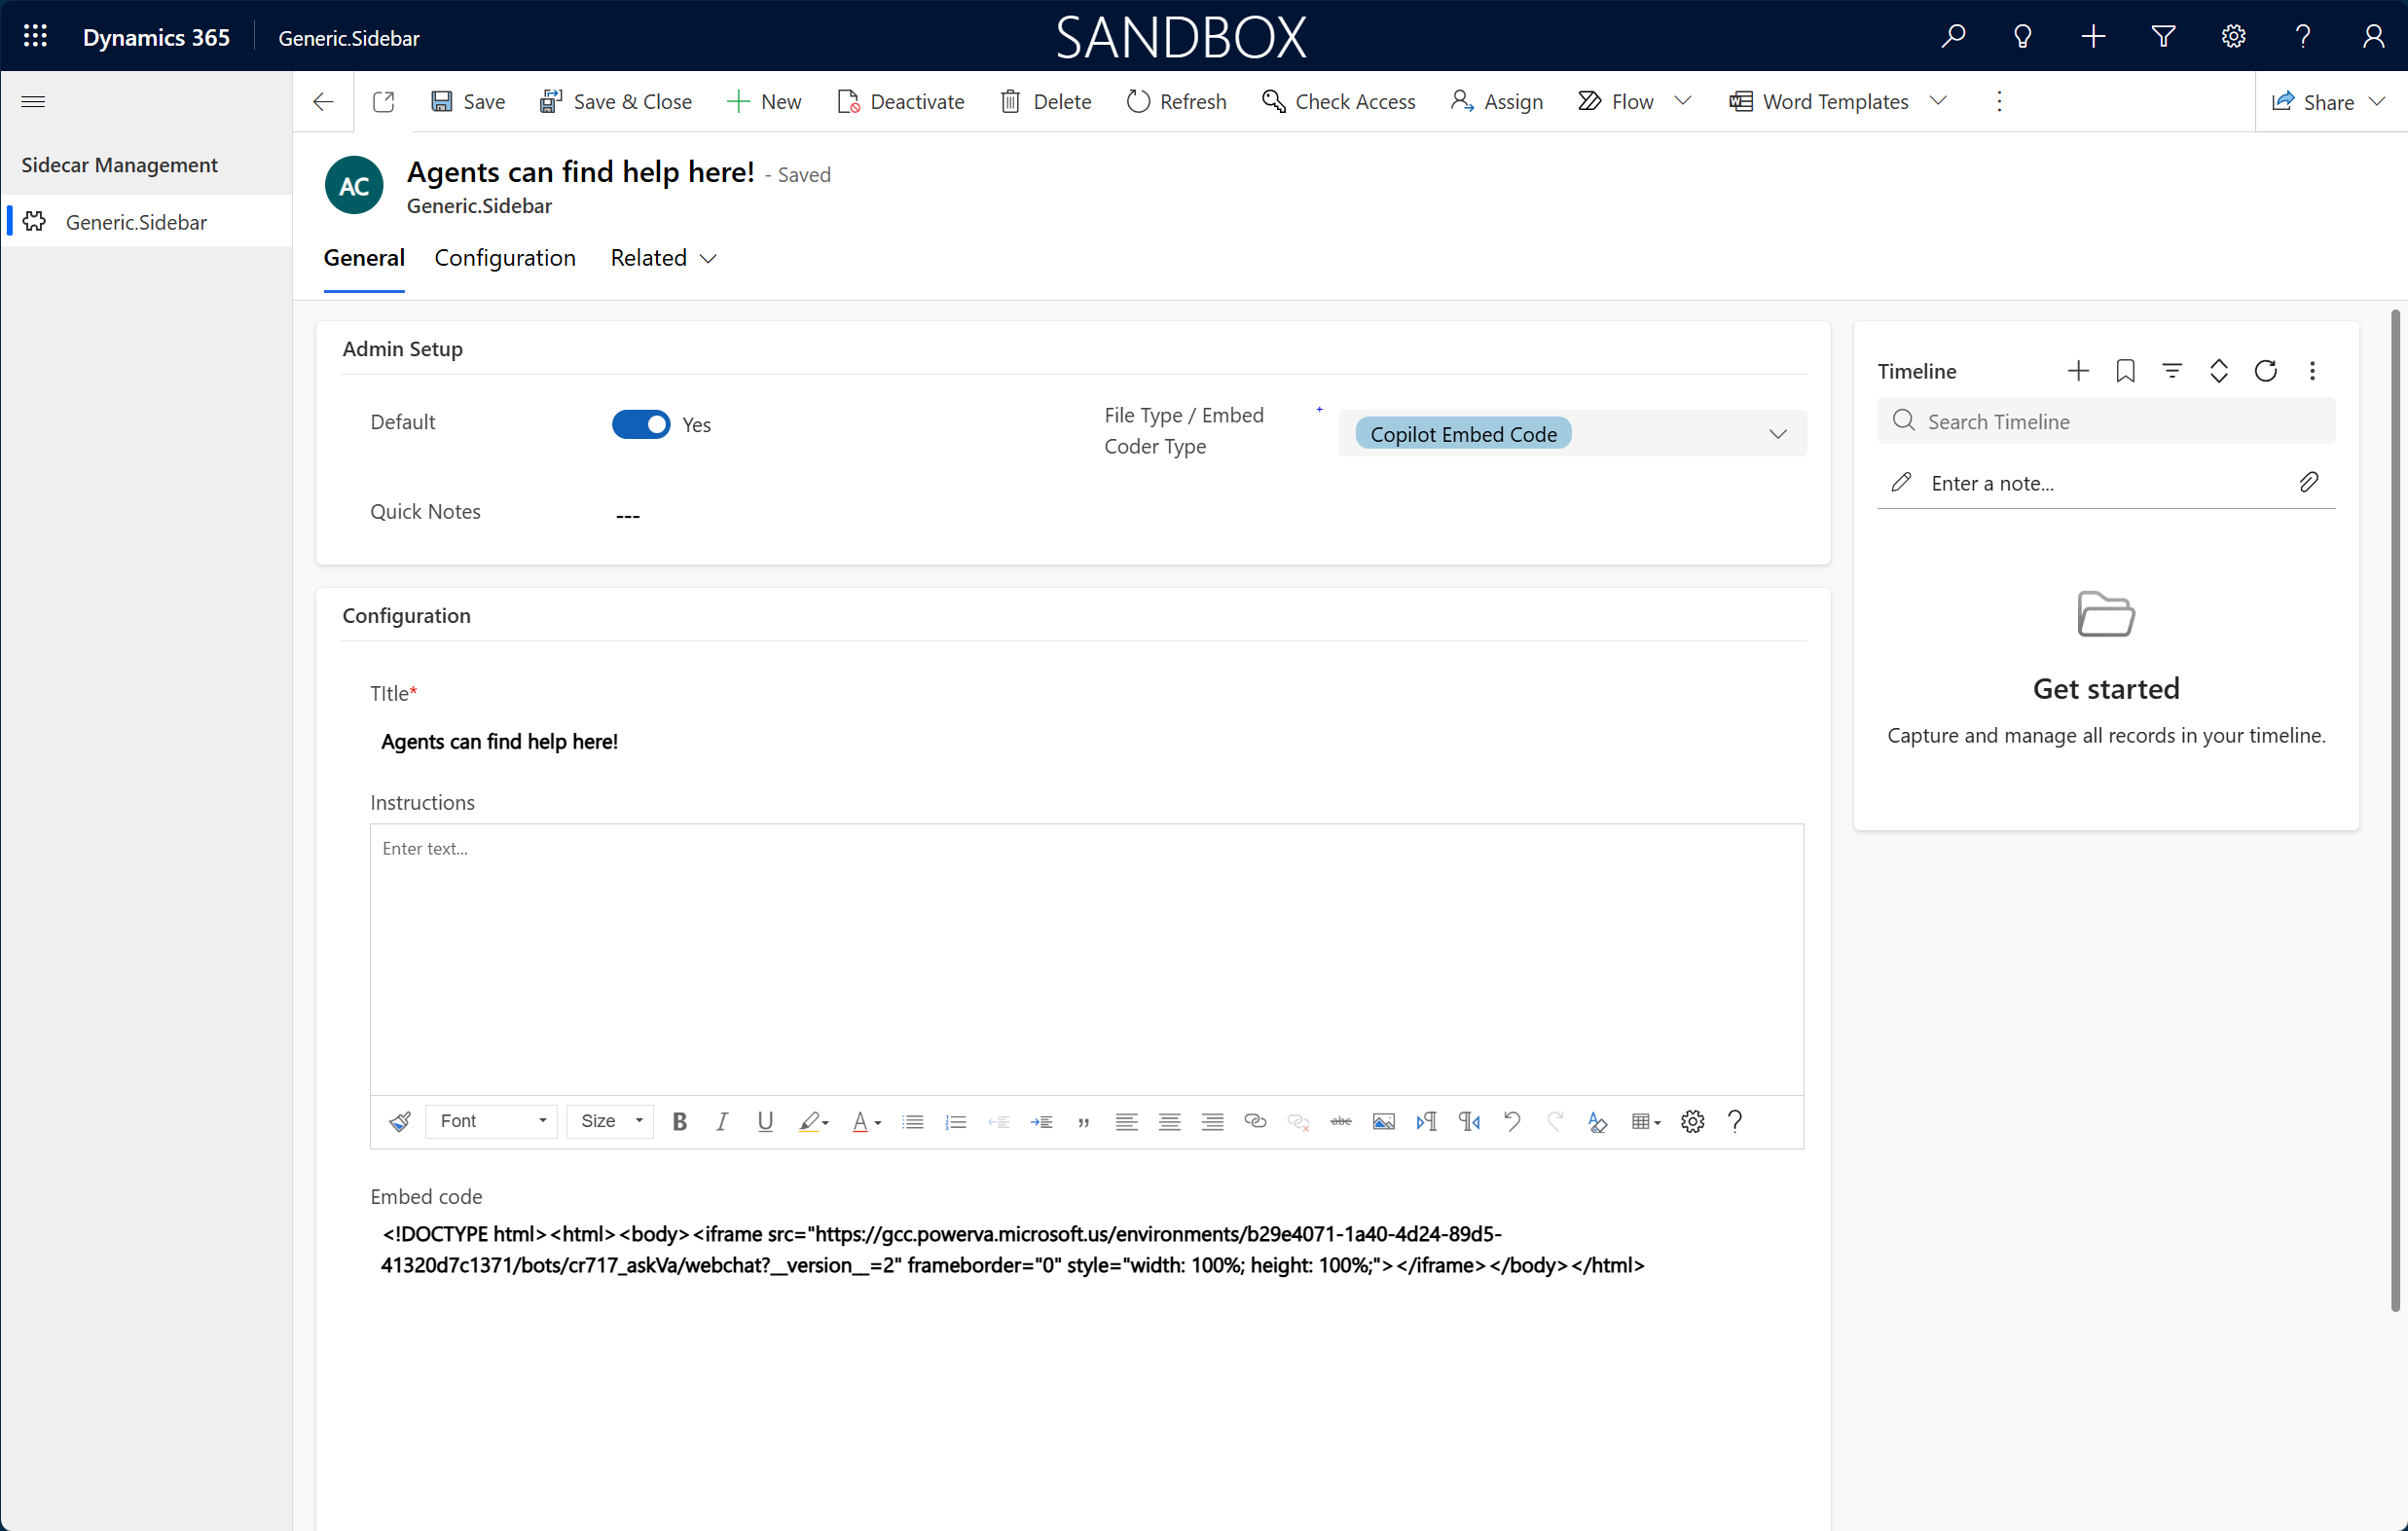 Dynamics 365
Generic.Sidebar
SANDBOX
Save
Save & Close
New
Deactivate
Delete
Refresh
Check Access
Assign
Flow
Word Templates
Share
Sidecar Management
Generic.Sidebar
AC
Agents can find help here! - Saved
Generic.Sidebar
General
Configuration
Related
Admin Setup
Default
Yes
File Type / Embed
Coder Type
+
Copilot Embed Code
Quick Notes
---
Configuration
TItle*
Agents can find help here!
Instructions
Enter text...
Font
Size
B
I
U
A
abc
Embed code
<!DOCTYPE html><html><body><iframe src="https://gcc.powerva.microsoft.us/environments/b29e4071-1a40-4d24-89d5-
41320d7c1371/bots/cr717_askVa/webchat?__version__=2" frameborder="0" style="width: 100%; height: 100%;"></iframe></body></html>
Timeline
Search Timeline
Enter a note...
Get started
Capture and manage all records in your timeline.